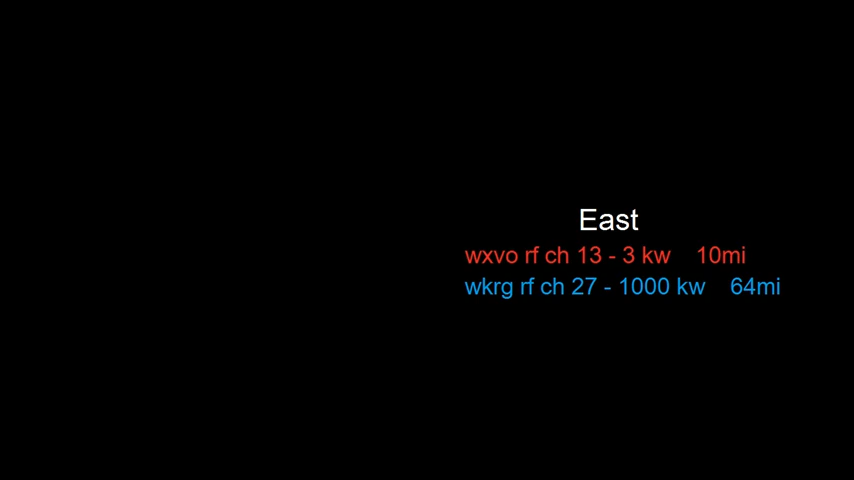 East
wxvo rf ch 13 - 3 kw 10mi
wkrg rf ch 27 - 1000 kw 64mi